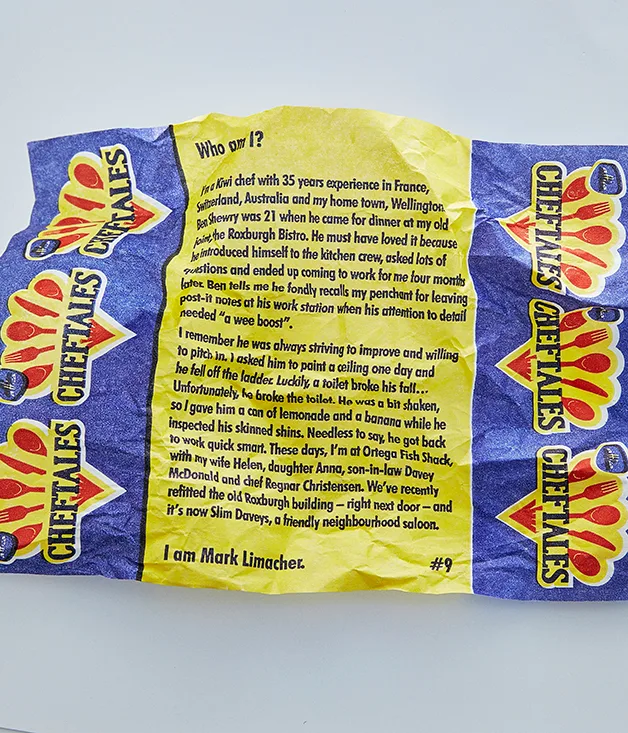 Who am I?
I'm a Kiwi chef with 35 years experience in France,
Switzerland, Australia and my home town, Wellington.
Ben Shewry was 21 when he came for dinner at my old
joint, the Roxburgh Bistro. He must have loved it because
he introduced himself to the kitchen crew, asked lots of
questions and ended up coming to work for me four months
later. Ben tells me he fondly recalls my penchant for leaving
post-it notes at his work station when his attention to detail
needed “a wee boost”.
I remember he was always striving to improve and willing
to pitch in. I asked him to paint a ceiling one day and
he fell off the ladder. Luckily, a toilet broke his fall...
Unfortunately, he broke the toilet. He was a bit shaken,
so I gave him a can of lemonade and a banana while he
inspected his skinned shins. Needless to say, he got back
to work quick smart. These days, I'm at Ortega Fish Shack,
with my wife Helen, daughter Anna, son-in-law Davey
McDonald and chef Regnar Christensen. We've recently
refitted the old Roxburgh building – right next door – and
it's now Slim Daveys, a friendly neighbourhood saloon.
I am Mark Limacher.
#9
CHEFTALES
CHEFTALES
CHEFTALES
CHEFTALES
CHEFTALES
CHEFTALES